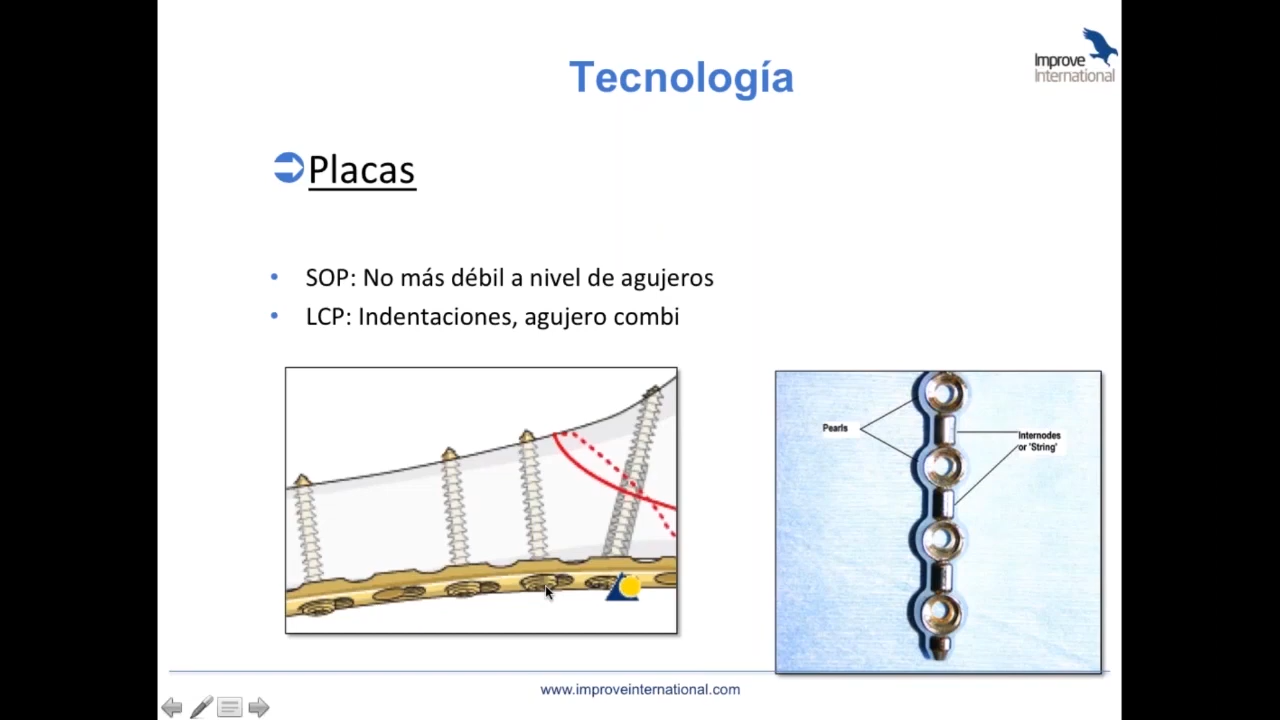 Tecnología
Improve
International
Placas
• SOP: No más débil a nivel de agujeros
• LCP: Indentaciones, agujero combi
Pearls
Internodes
or 'String'
www.improveinternational.com